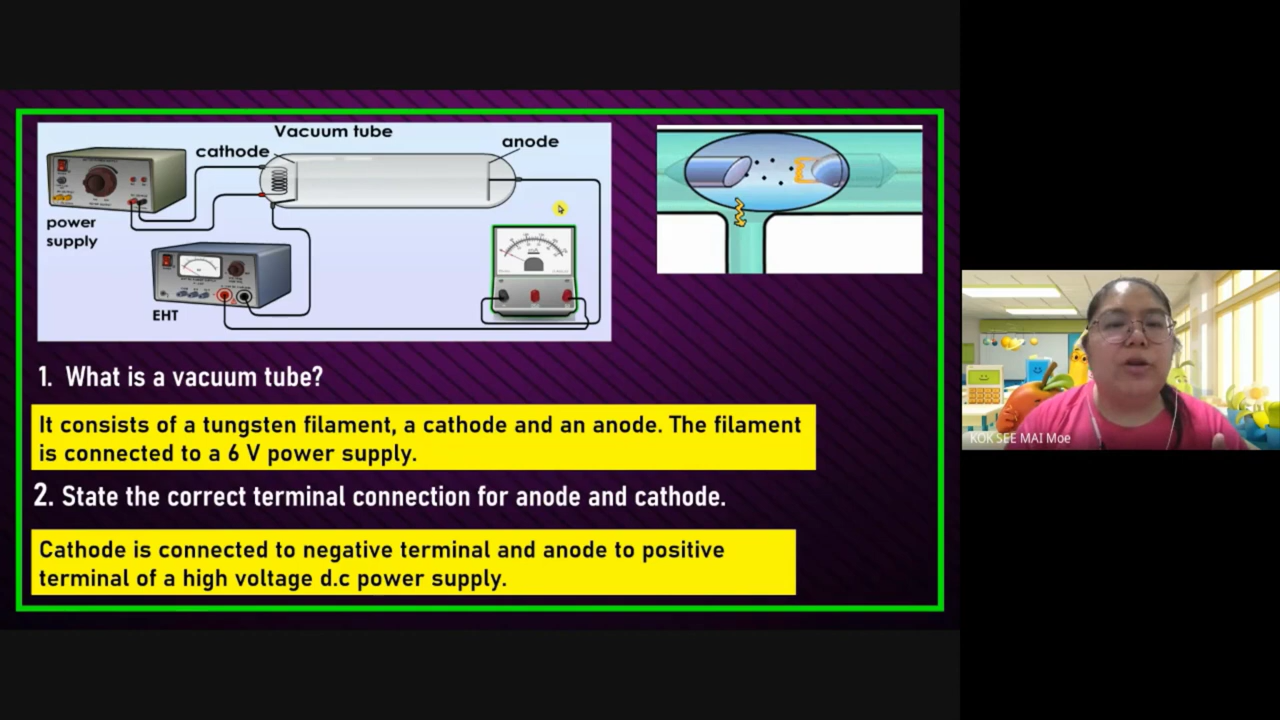 Vacuum tube
cathode
anode
power
supply
EHT
1. What is a vacuum tube?
It consists of a tungsten filament, a cathode and an anode. The filament
is connected to a 6 V power supply.
2. State the correct terminal connection for anode and cathode.
Cathode is connected to negative terminal and anode to positive
terminal of a high voltage d.c power supply.
KOK SEE MAI Moe